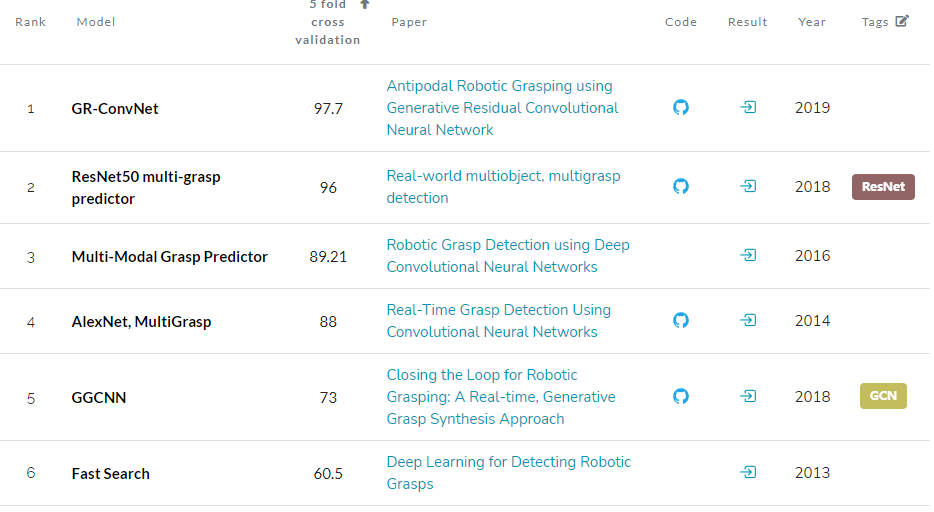 5 fold
Rank Model cross Paper Code Result Year Tags
validation
Antipodal Robotic Grasping using
1 GR-ConvNet 97.7 Generative Residual Convolutional 2019
Neural Network
ResNet50 multi-grasp
predictor
2 96 Real-world multiobject, multigrasp 2018 ResNet
detection
Robotic Grasp Detection using Deep
3 Multi-Modal Grasp Predictor 89.21 2016
Convolutional Neural Networks
Real-Time Grasp Detection Using
4 AlexNet, MultiGrasp 88 2014
Convolutional Neural Networks
Closing the Loop for Robotic
5 GGCNN 73 Grasping: A Real-time, Generative 2018 GCN
Grasp Synthesis Approach
Deep Learning for Detecting Robotic
6 Fast Search 60.5 2013
Grasps